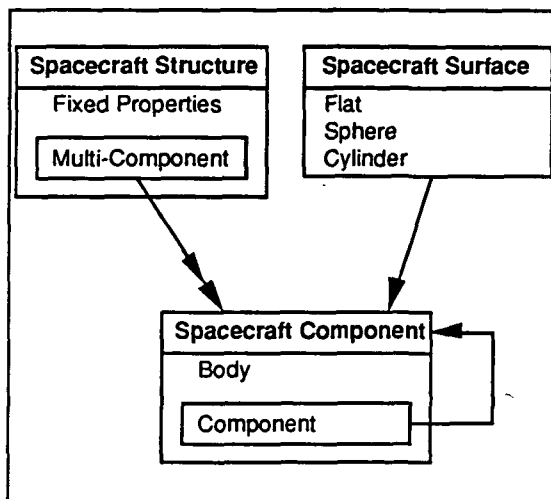 Spacecraft Structure
Fixed Properties
Multi-Component
Spacecraft Surface
Flat
Sphere
Cylinder
Spacecraft Component
Body
Component